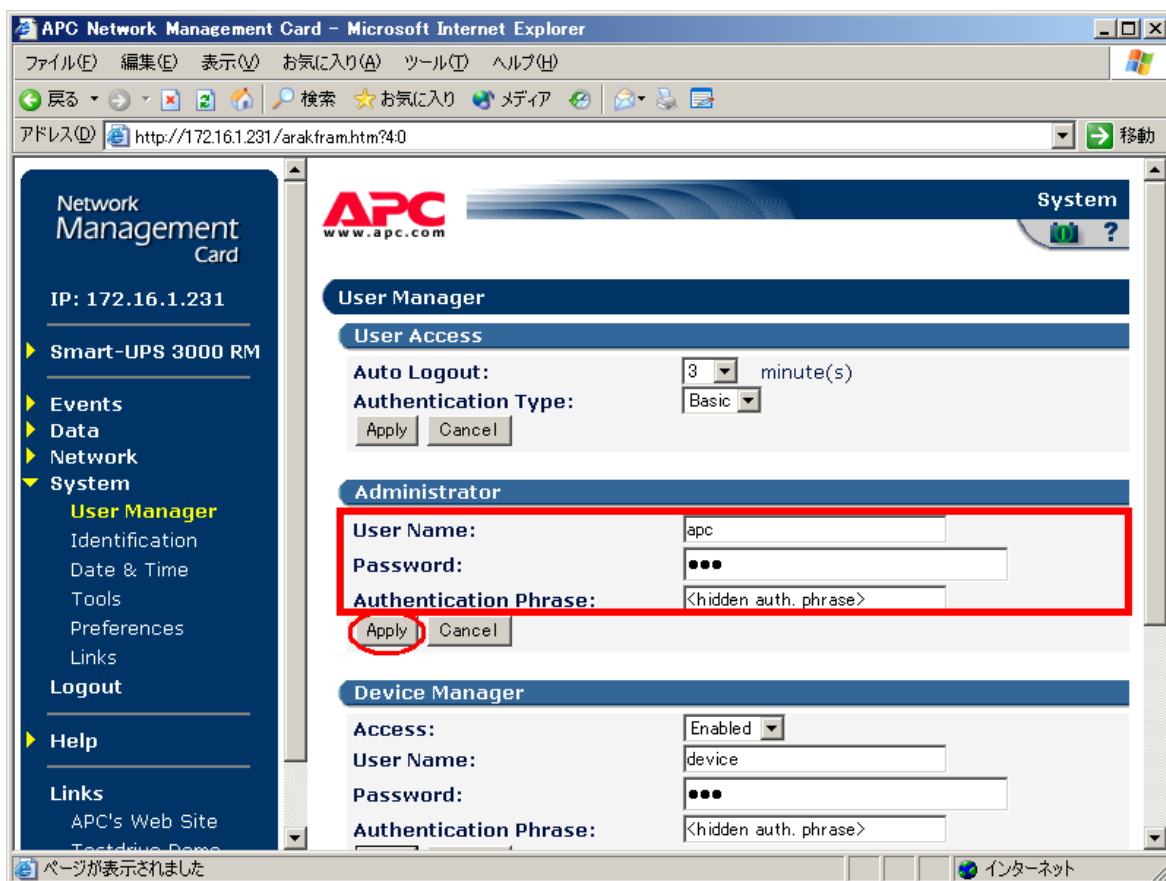 APC Network Management Card - Microsoft Internet Explorer
ファイル(F) 編集(E) 表示(V) お気に入り(A) ツール(T) ヘルプ(H)
戻る 検索 お気に入り メディア
アドレス(D) http://172.16.1.231/arakfram.htm?4:0 移動
Network
Management
Card
IP: 172.16.1.231
Smart-UPS 3000 RM
Events
Data
Network
System
User Manager
Identification
Date & Time
Tools
Preferences
Links
Logout
Help
Links
APC's Web Site
Testdrive Demo
APC
www.apc.com
System
?
User Manager
User Access
Auto Logout: 3 minute(s)
Authentication Type: Basic
Apply Cancel
Administrator
User Name: apc
Password: ●●●
Authentication Phrase: <hidden auth. phrase>
Apply Cancel
Device Manager
Access: Enabled
User Name: device
Password: ●●●
Authentication Phrase: <hidden auth. phrase>
ページが表示されました インターネット